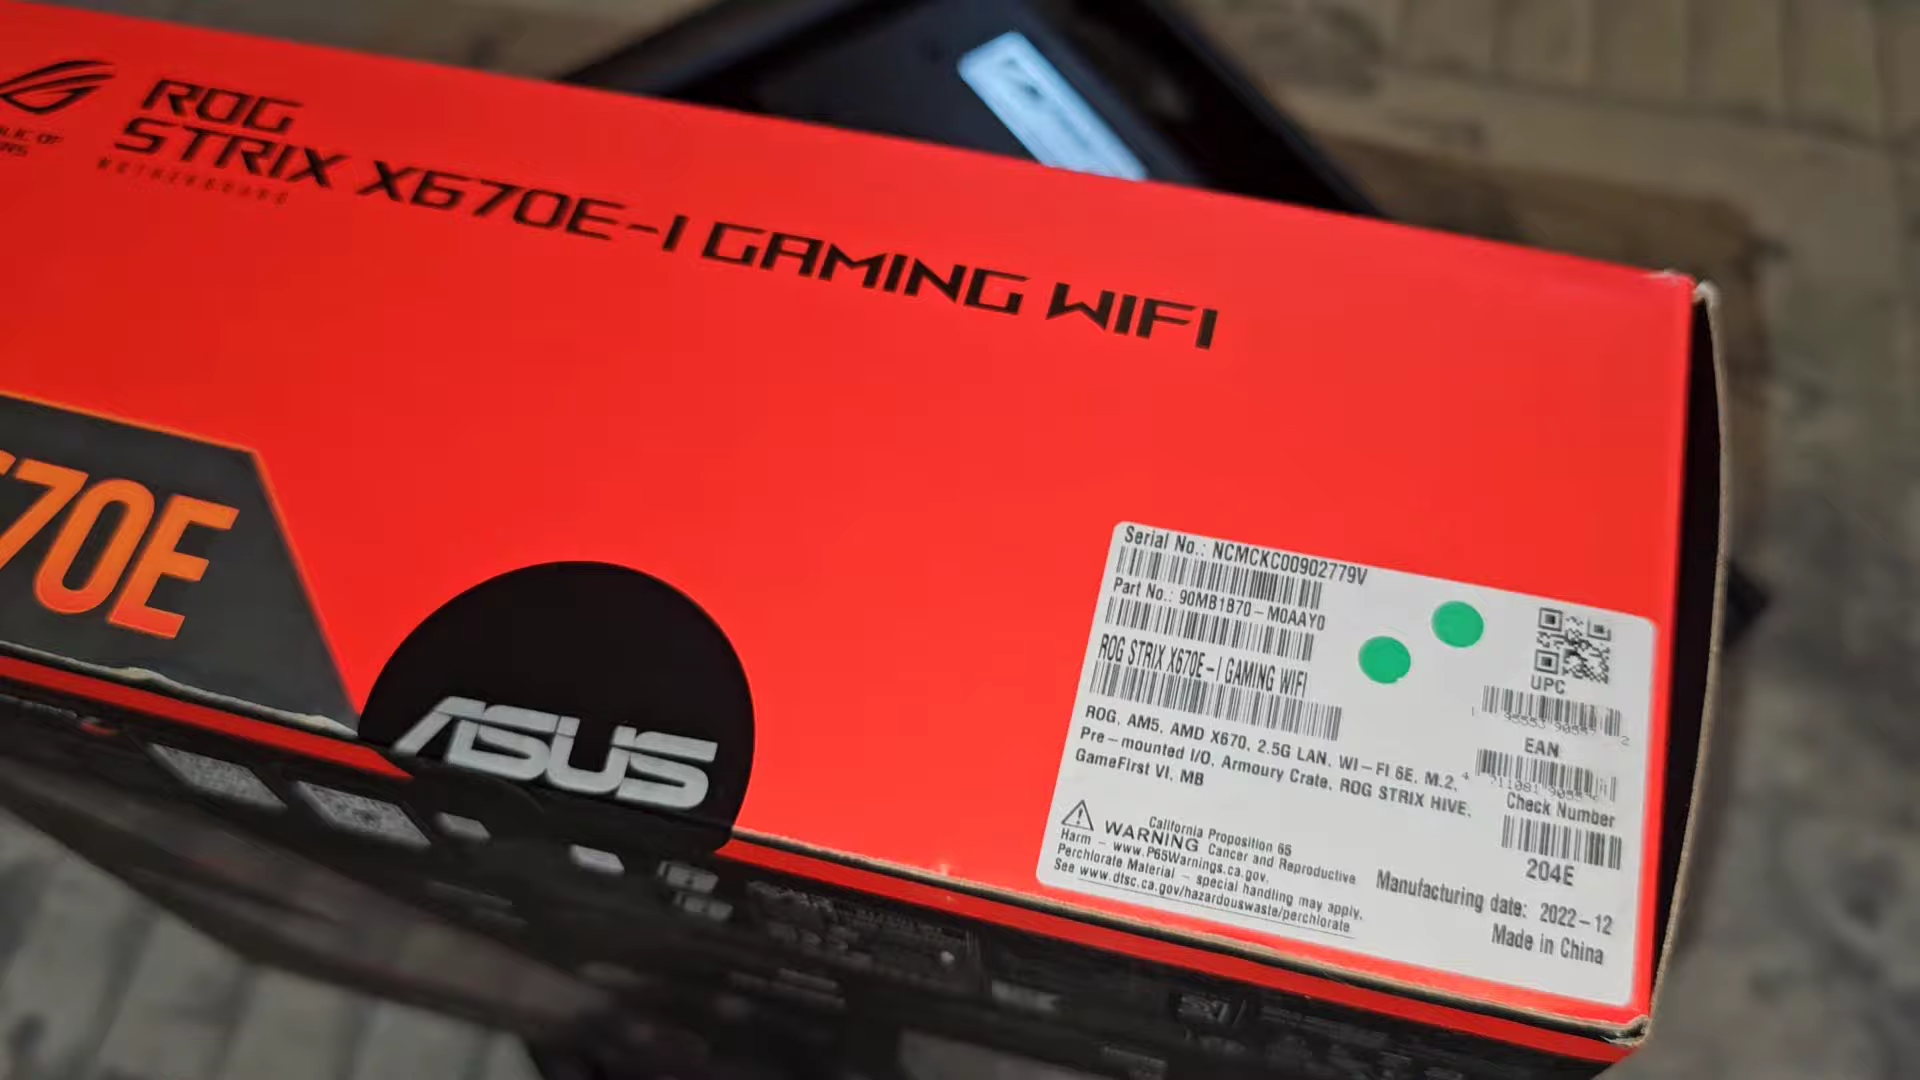 ROG
STRIX X670E-I GAMING WIFI
MOTHERBOARD
70E
ASUS
Serial No.: NCMCKC00902779V
Part No.: 90MB1B70-M0AAY0
ROG STRIX X670E-I GAMING WIFI
ROG, AM5, AMD X670, 2.5G LAN, WI-FI 6E, M.2,
Pre-mounted I/O, Armoury Crate, ROG STRIX HIVE,
GameFirst VI, MB
California Proposition 65
WARNING Cancer and Reproductive
Harm - www.P65Warnings.ca.gov.
Perchlorate Material - special handling may apply.
See www.dtsc.ca.gov/hazardouswaste/perchlorate
UPC
EAN
Check Number
204E
Manufacturing date: 2022-12
Made in China